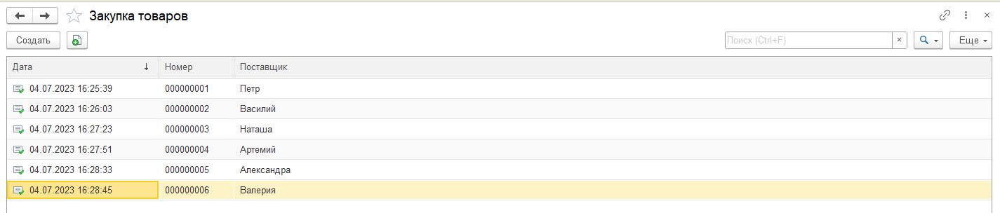 Закупка товаров
Создать Поиск (Ctrl+F) Еще
Дата Номер Поставщик
04.07.2023 16:25:39 000000001 Петр
04.07.2023 16:26:03 000000002 Василий
04.07.2023 16:27:23 000000003 Наташа
04.07.2023 16:27:51 000000004 Артемий
04.07.2023 16:28:33 000000005 Александра
04.07.2023 16:28:45 000000006 Валерия